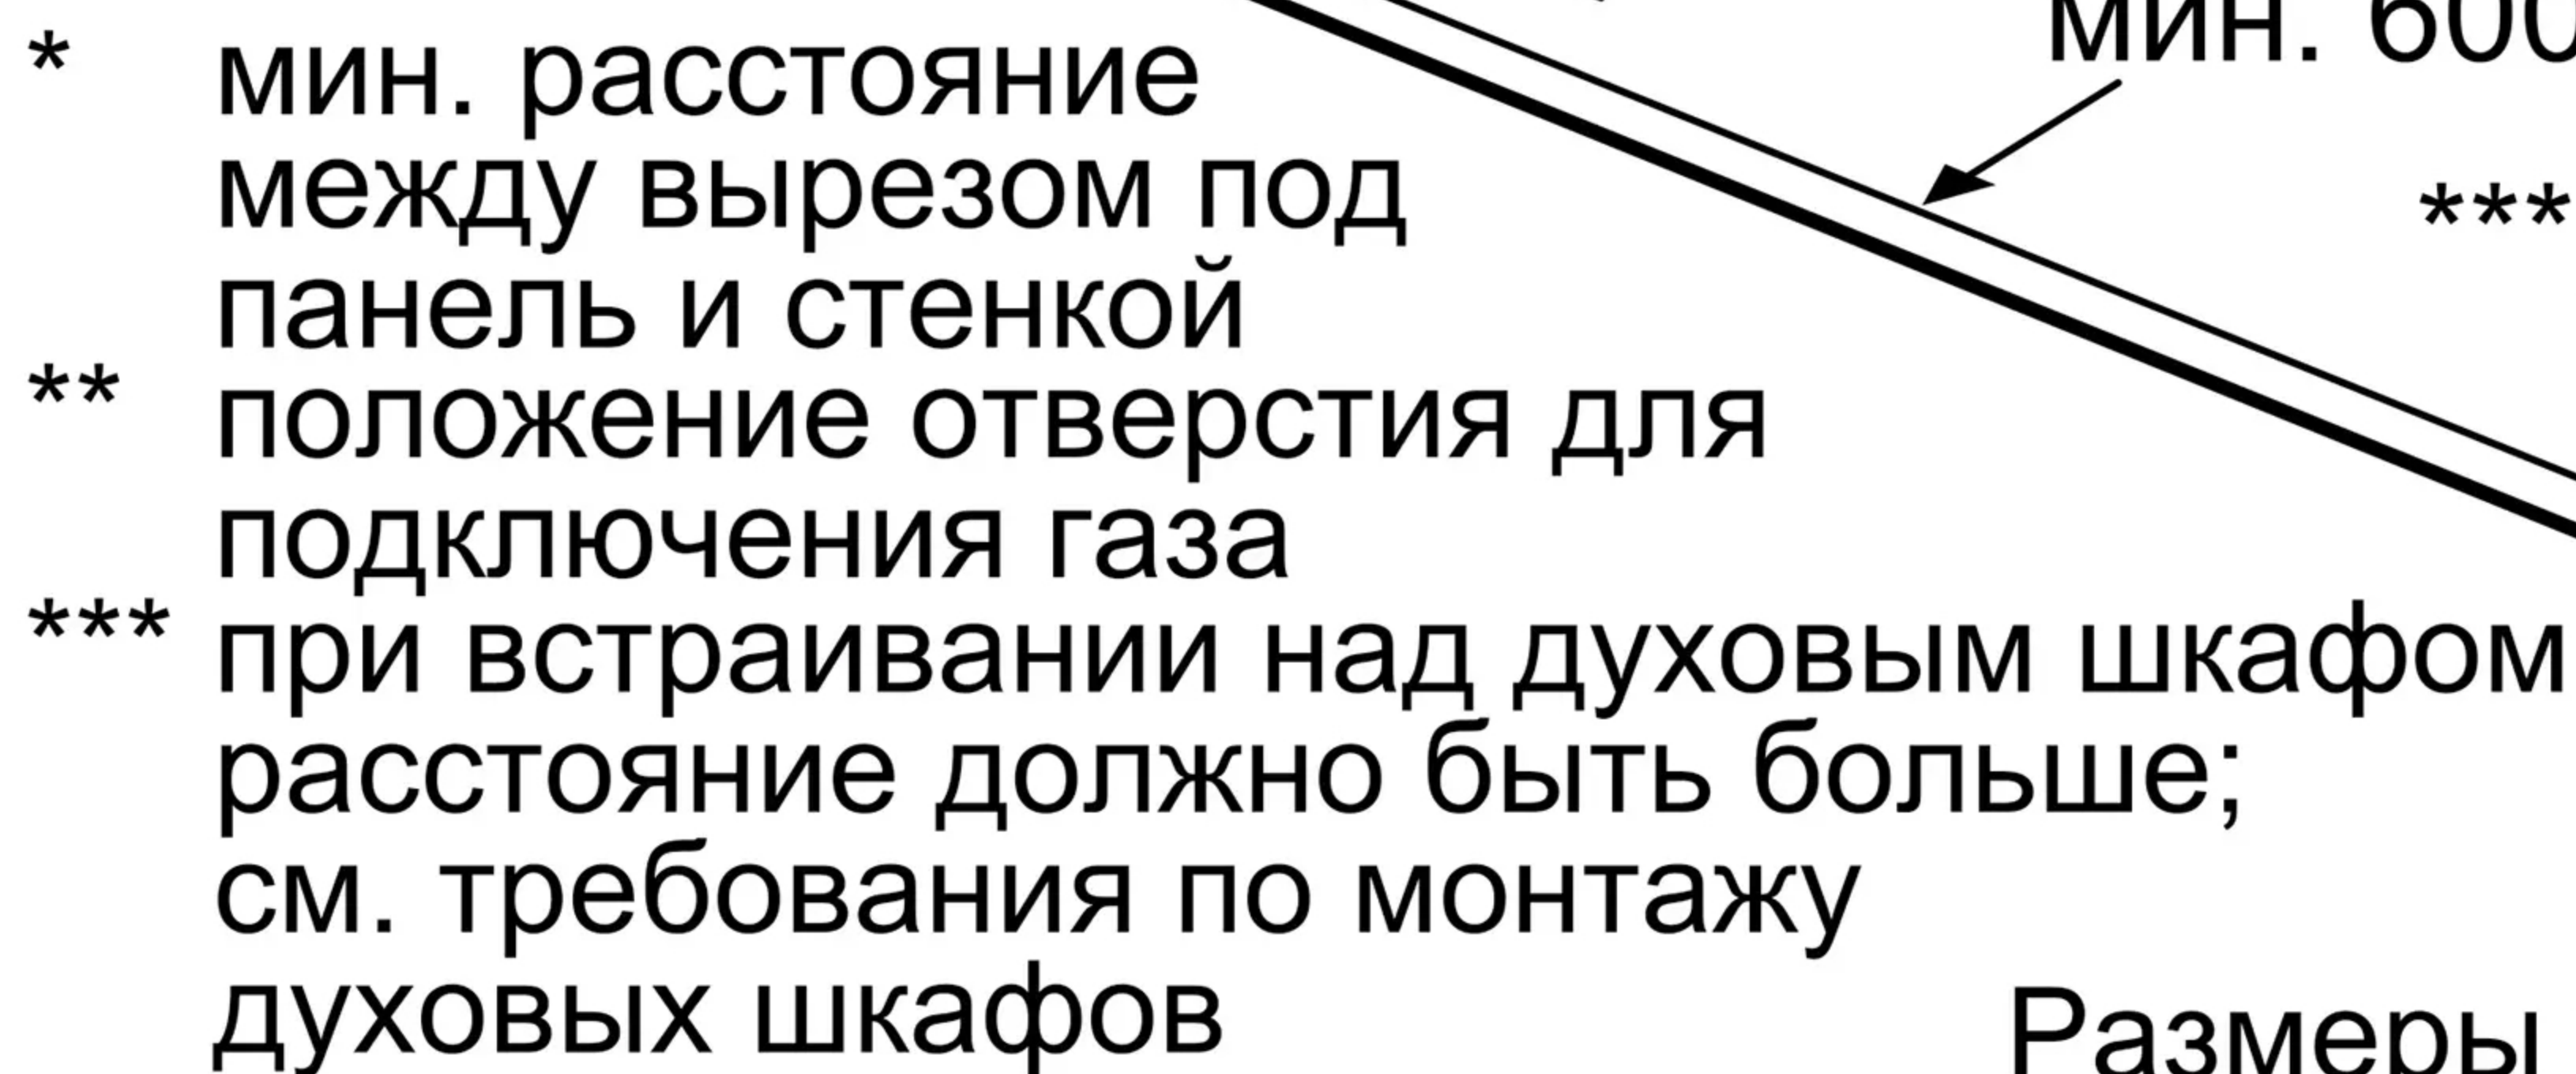 мин. 600
* мин. расстояние
между вырезом под
панель и стенкой
***
** положение отверстия для
подключения газа
*** при встраивании над духовым шкафом
расстояние должно быть больше;
см. требования по монтажу
духовых шкафов
Размеры